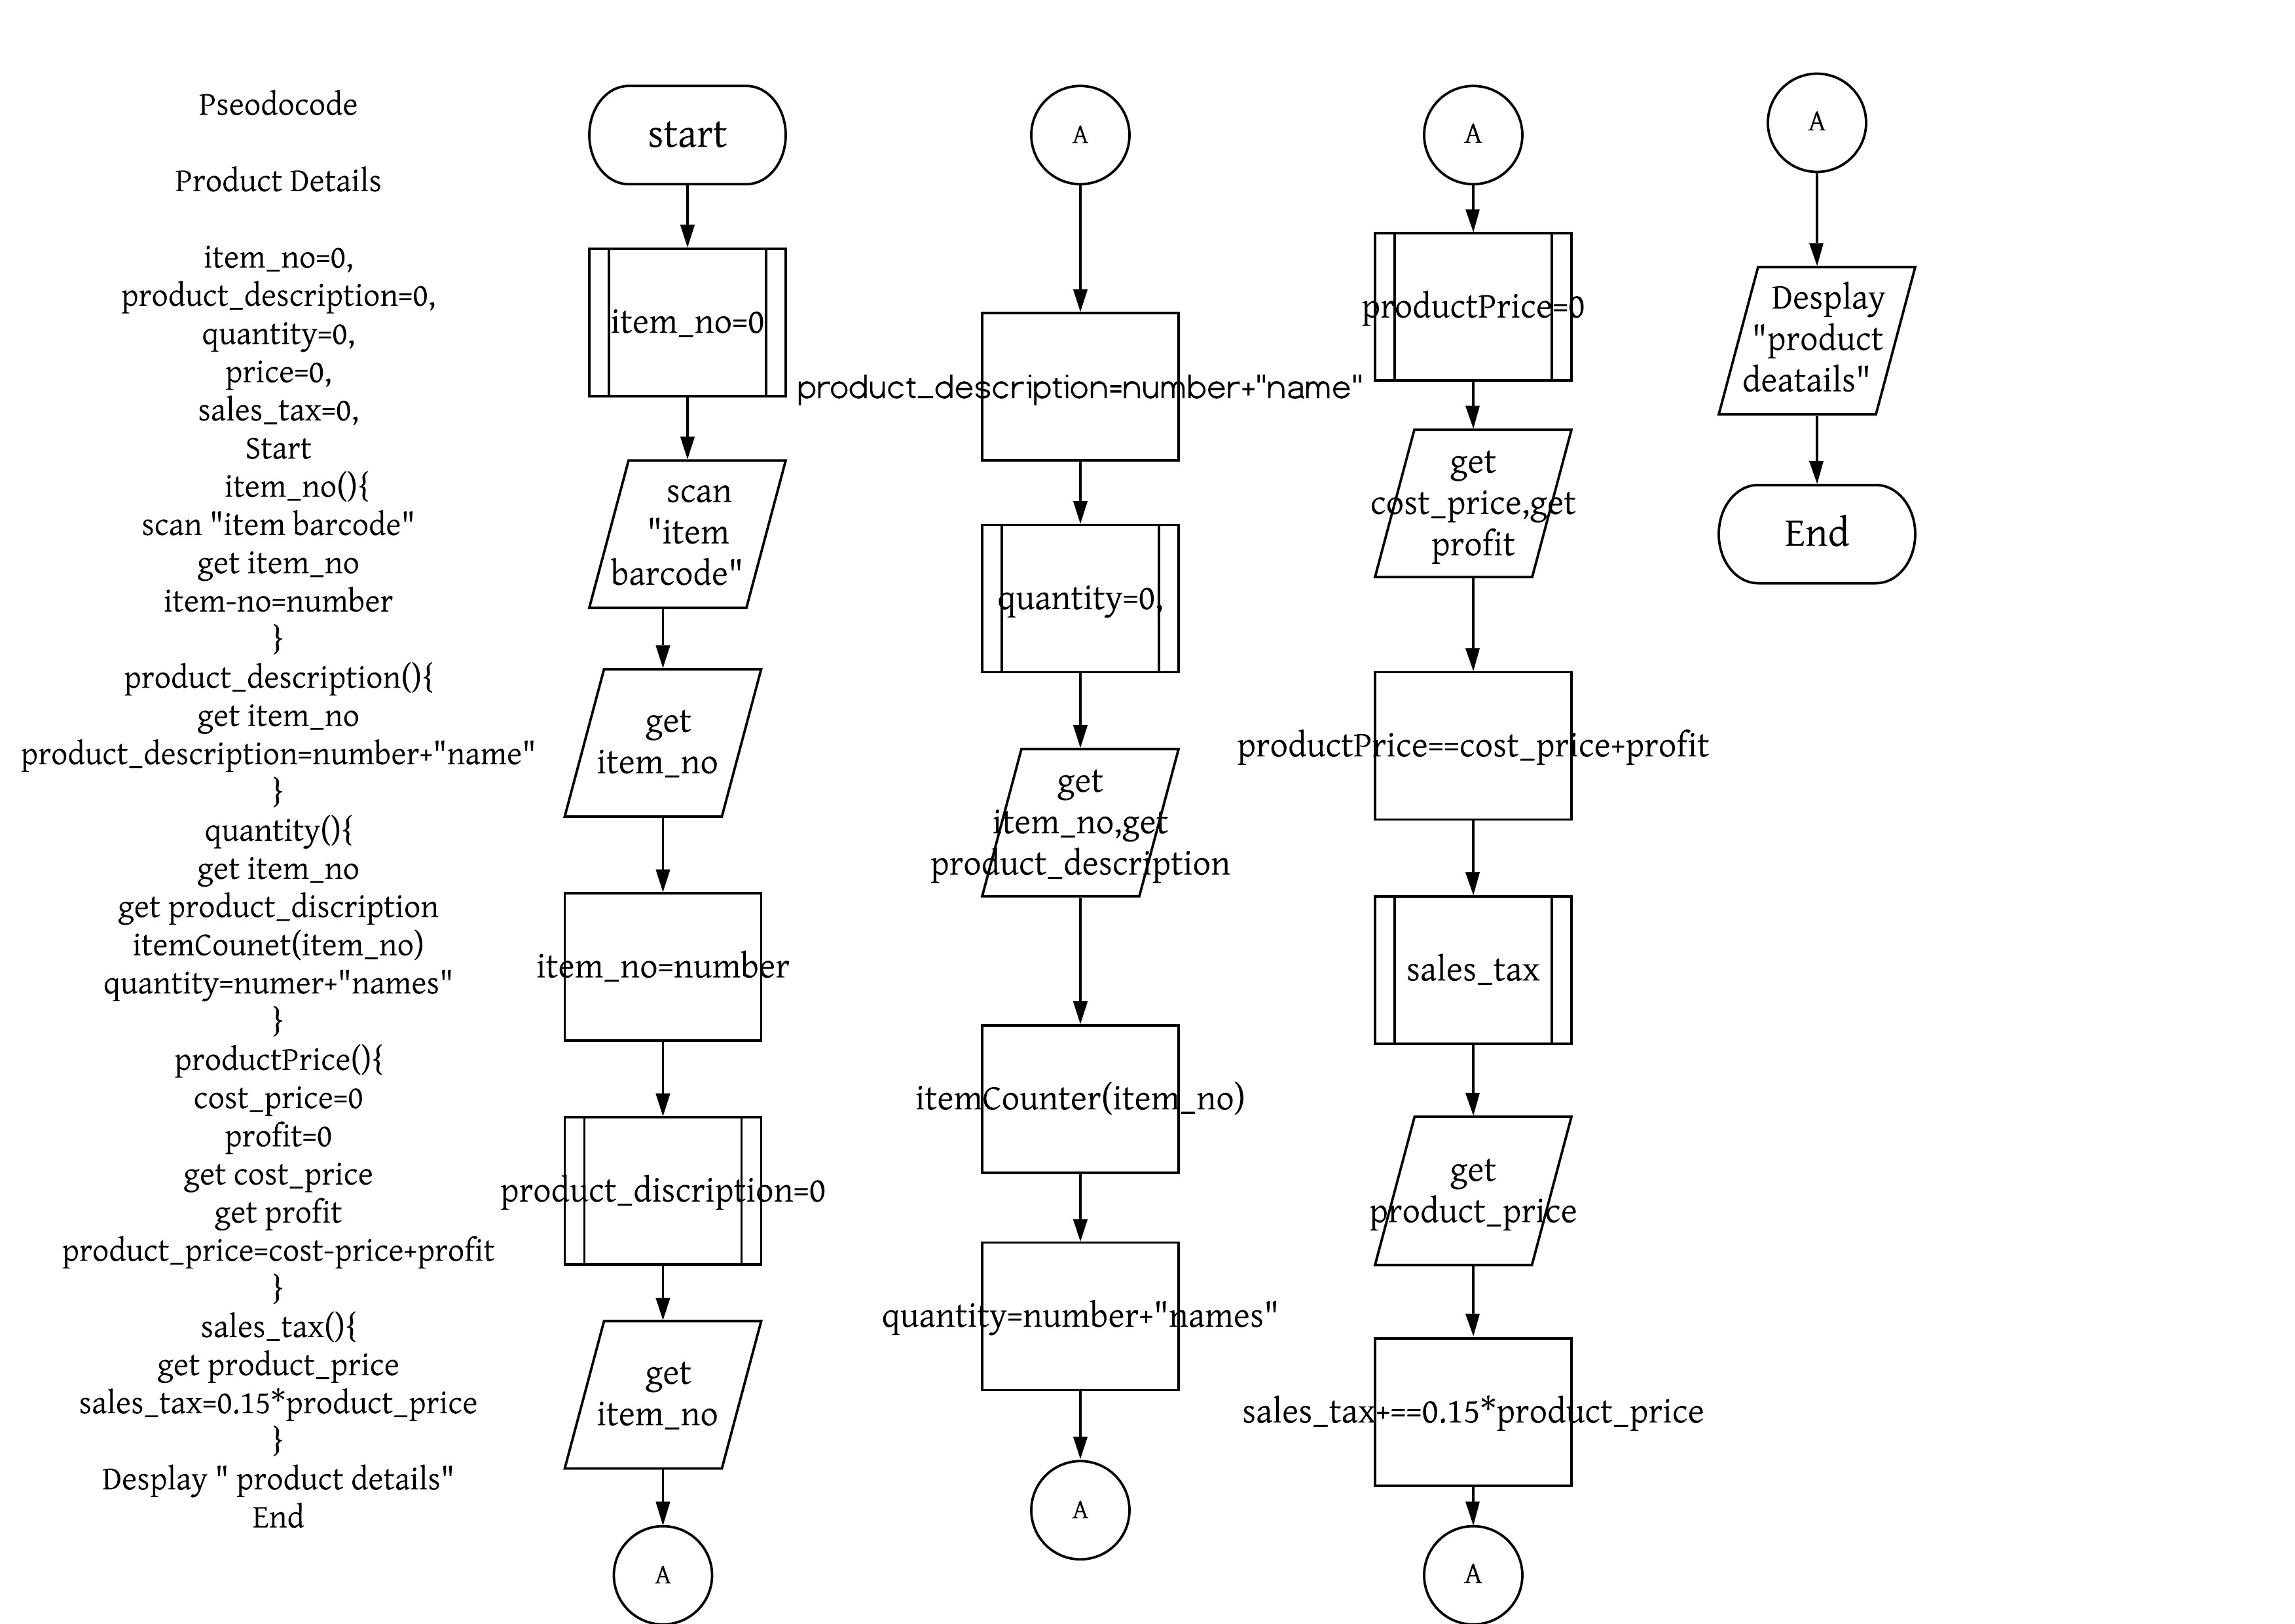 Pseodocode
Product Details
item_no=0,
product_description=0,
quantity=0,
price=0,
sales_tax=0,
Start
item_no(){
scan "item barcode"
get item_no
item-no=number
}
product_description(){
get item_no
product_description=number+"name"
}
quantity(){
get item_no
get product_discription
itemCounet(item_no)
quantity=numer+"names"
}
productPrice(){
cost_price=0
profit=0
get cost_price
get profit
product_price=cost-price+profit
}
sales_tax(){
get product_price
sales_tax=0.15*product_price
}
Desplay " product details"
End
start
item_no=0
scan
"item
barcode"
get
item_no
item_no=number
product_discription=0
get
item_no
A
A
product_description=number+"name"
quantity=0,
get
item_no,get
product_description
itemCounter(item_no)
quantity=number+"names"
A
A
productPrice=0
get
cost_price,get
profit
productPrice==cost_price+profit
sales_tax
get
product_price
sales_tax+==0.15*product_price
A
A
Desplay
"product
deatails"
End